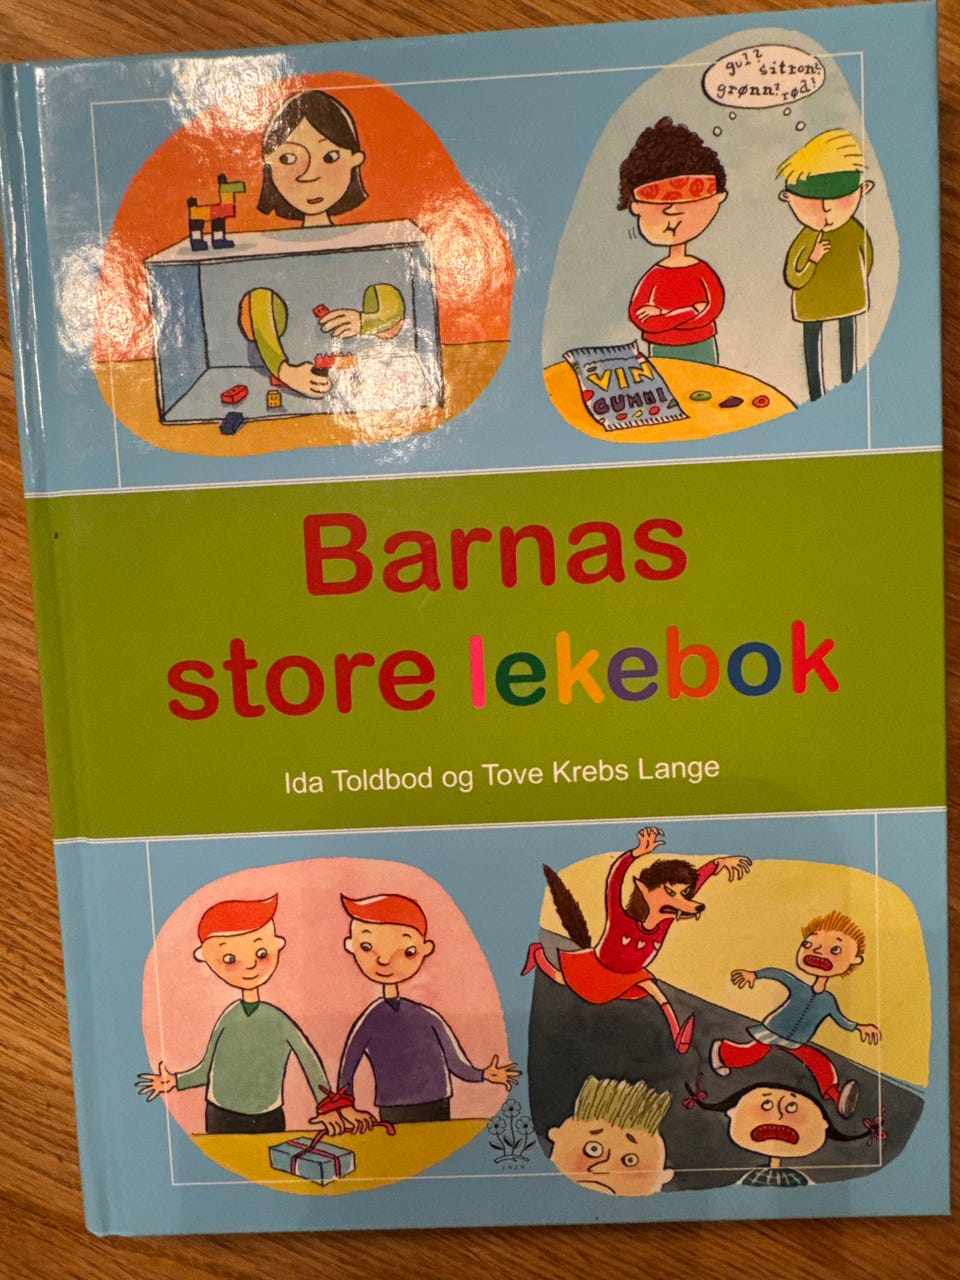 gul?
sitron?
grønn? rød?
VIN
GUMMI
Barnas
store lekebok
Ida Toldbod og Tove Krebs Lange